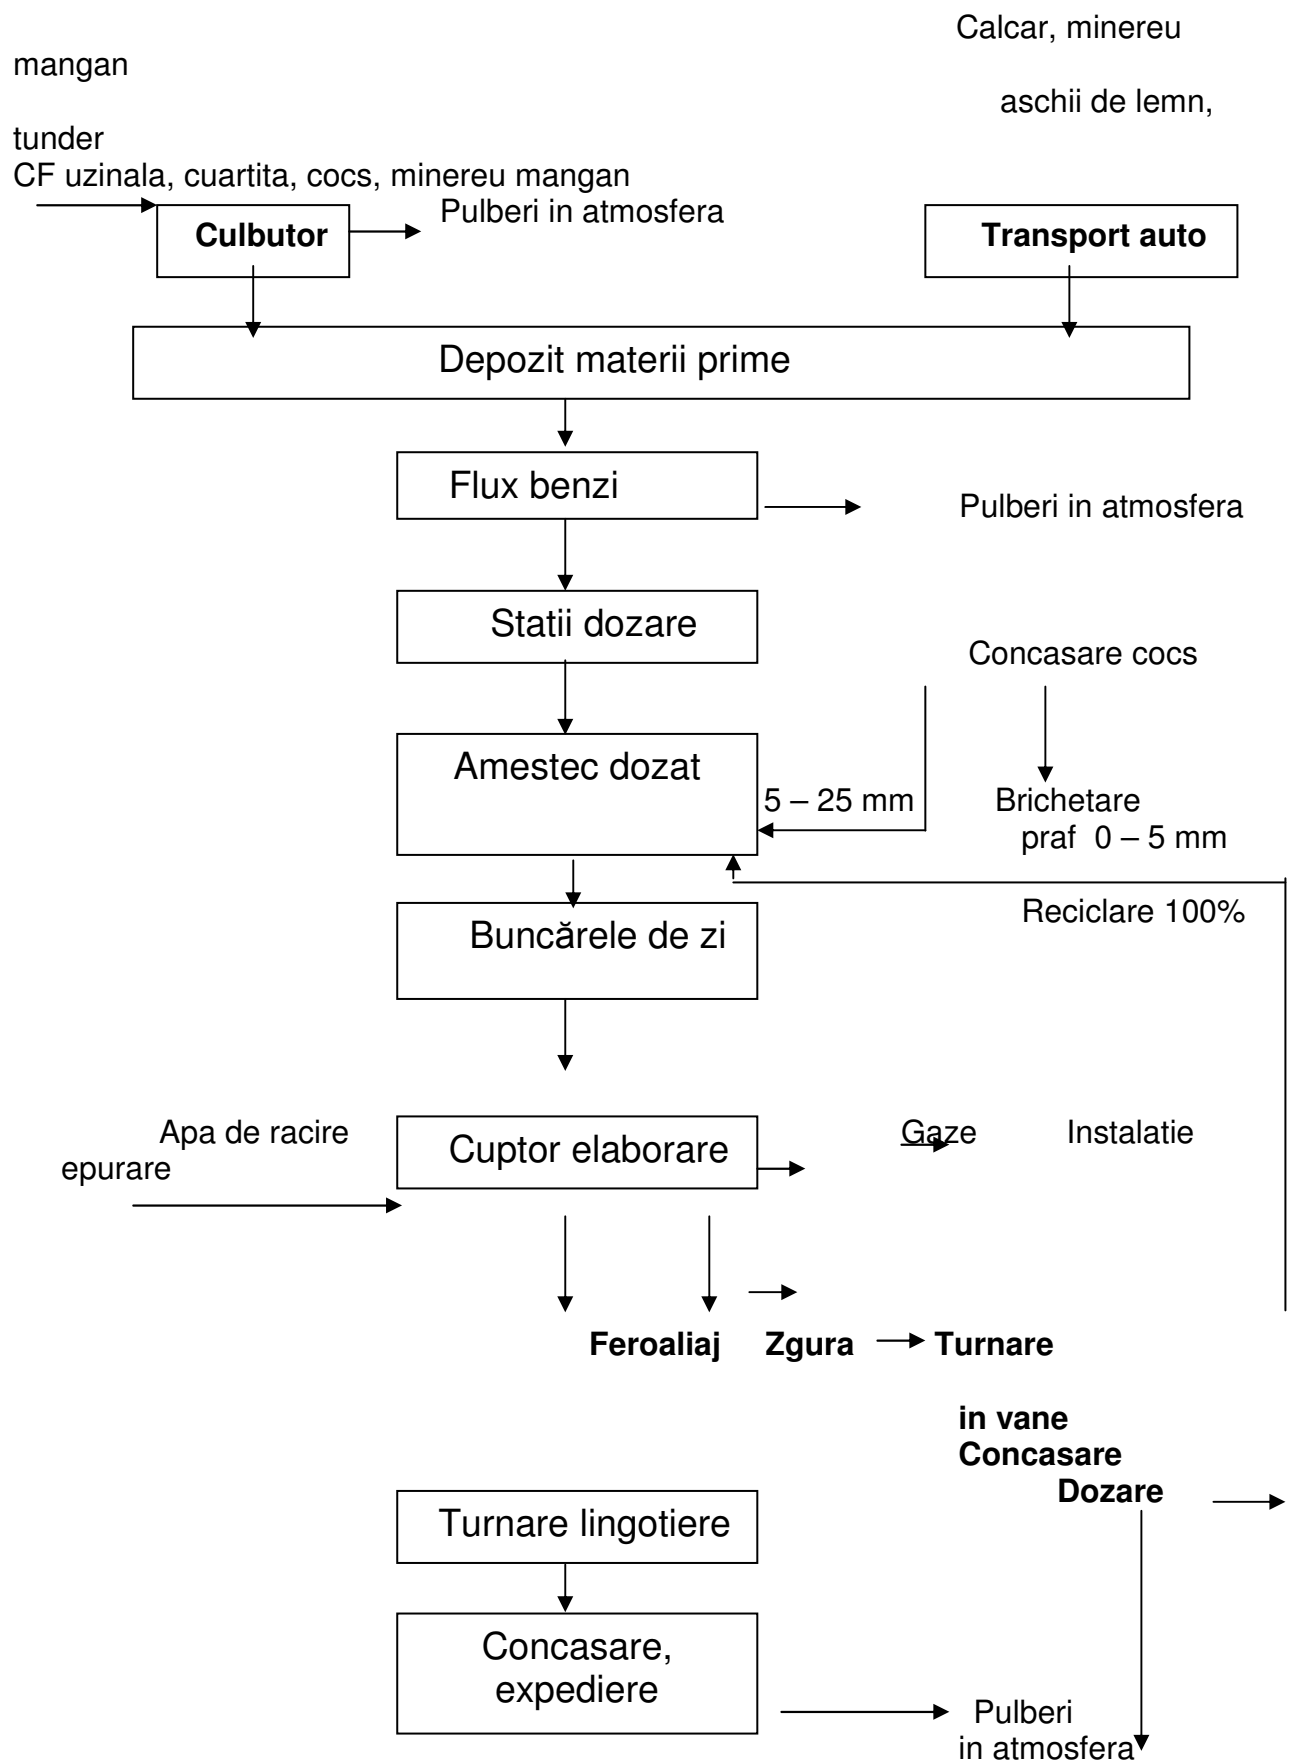 Calcar, minereu
mangan
aschii de lemn,
tunder
CF uzinala, cuartita, cocs, minereu mangan
Pulberi in atmosfera
Culbutor
Transport auto
Depozit materii prime
Flux benzi
Pulberi in atmosfera
Statii dozare
Concasare cocs
Amestec dozat
5 – 25 mm
Brichetare
praf 0 – 5 mm
Reciclare 100%
Buncărele de zi
Apa de racire
Cuptor elaborare
Gaze
Instalatie
epurare
Feroaliaj
Zgura
Turnare
in vane
Concasare
Dozare
Turnare lingotiere
Concasare,
expediere
Pulberi
in atmosfera